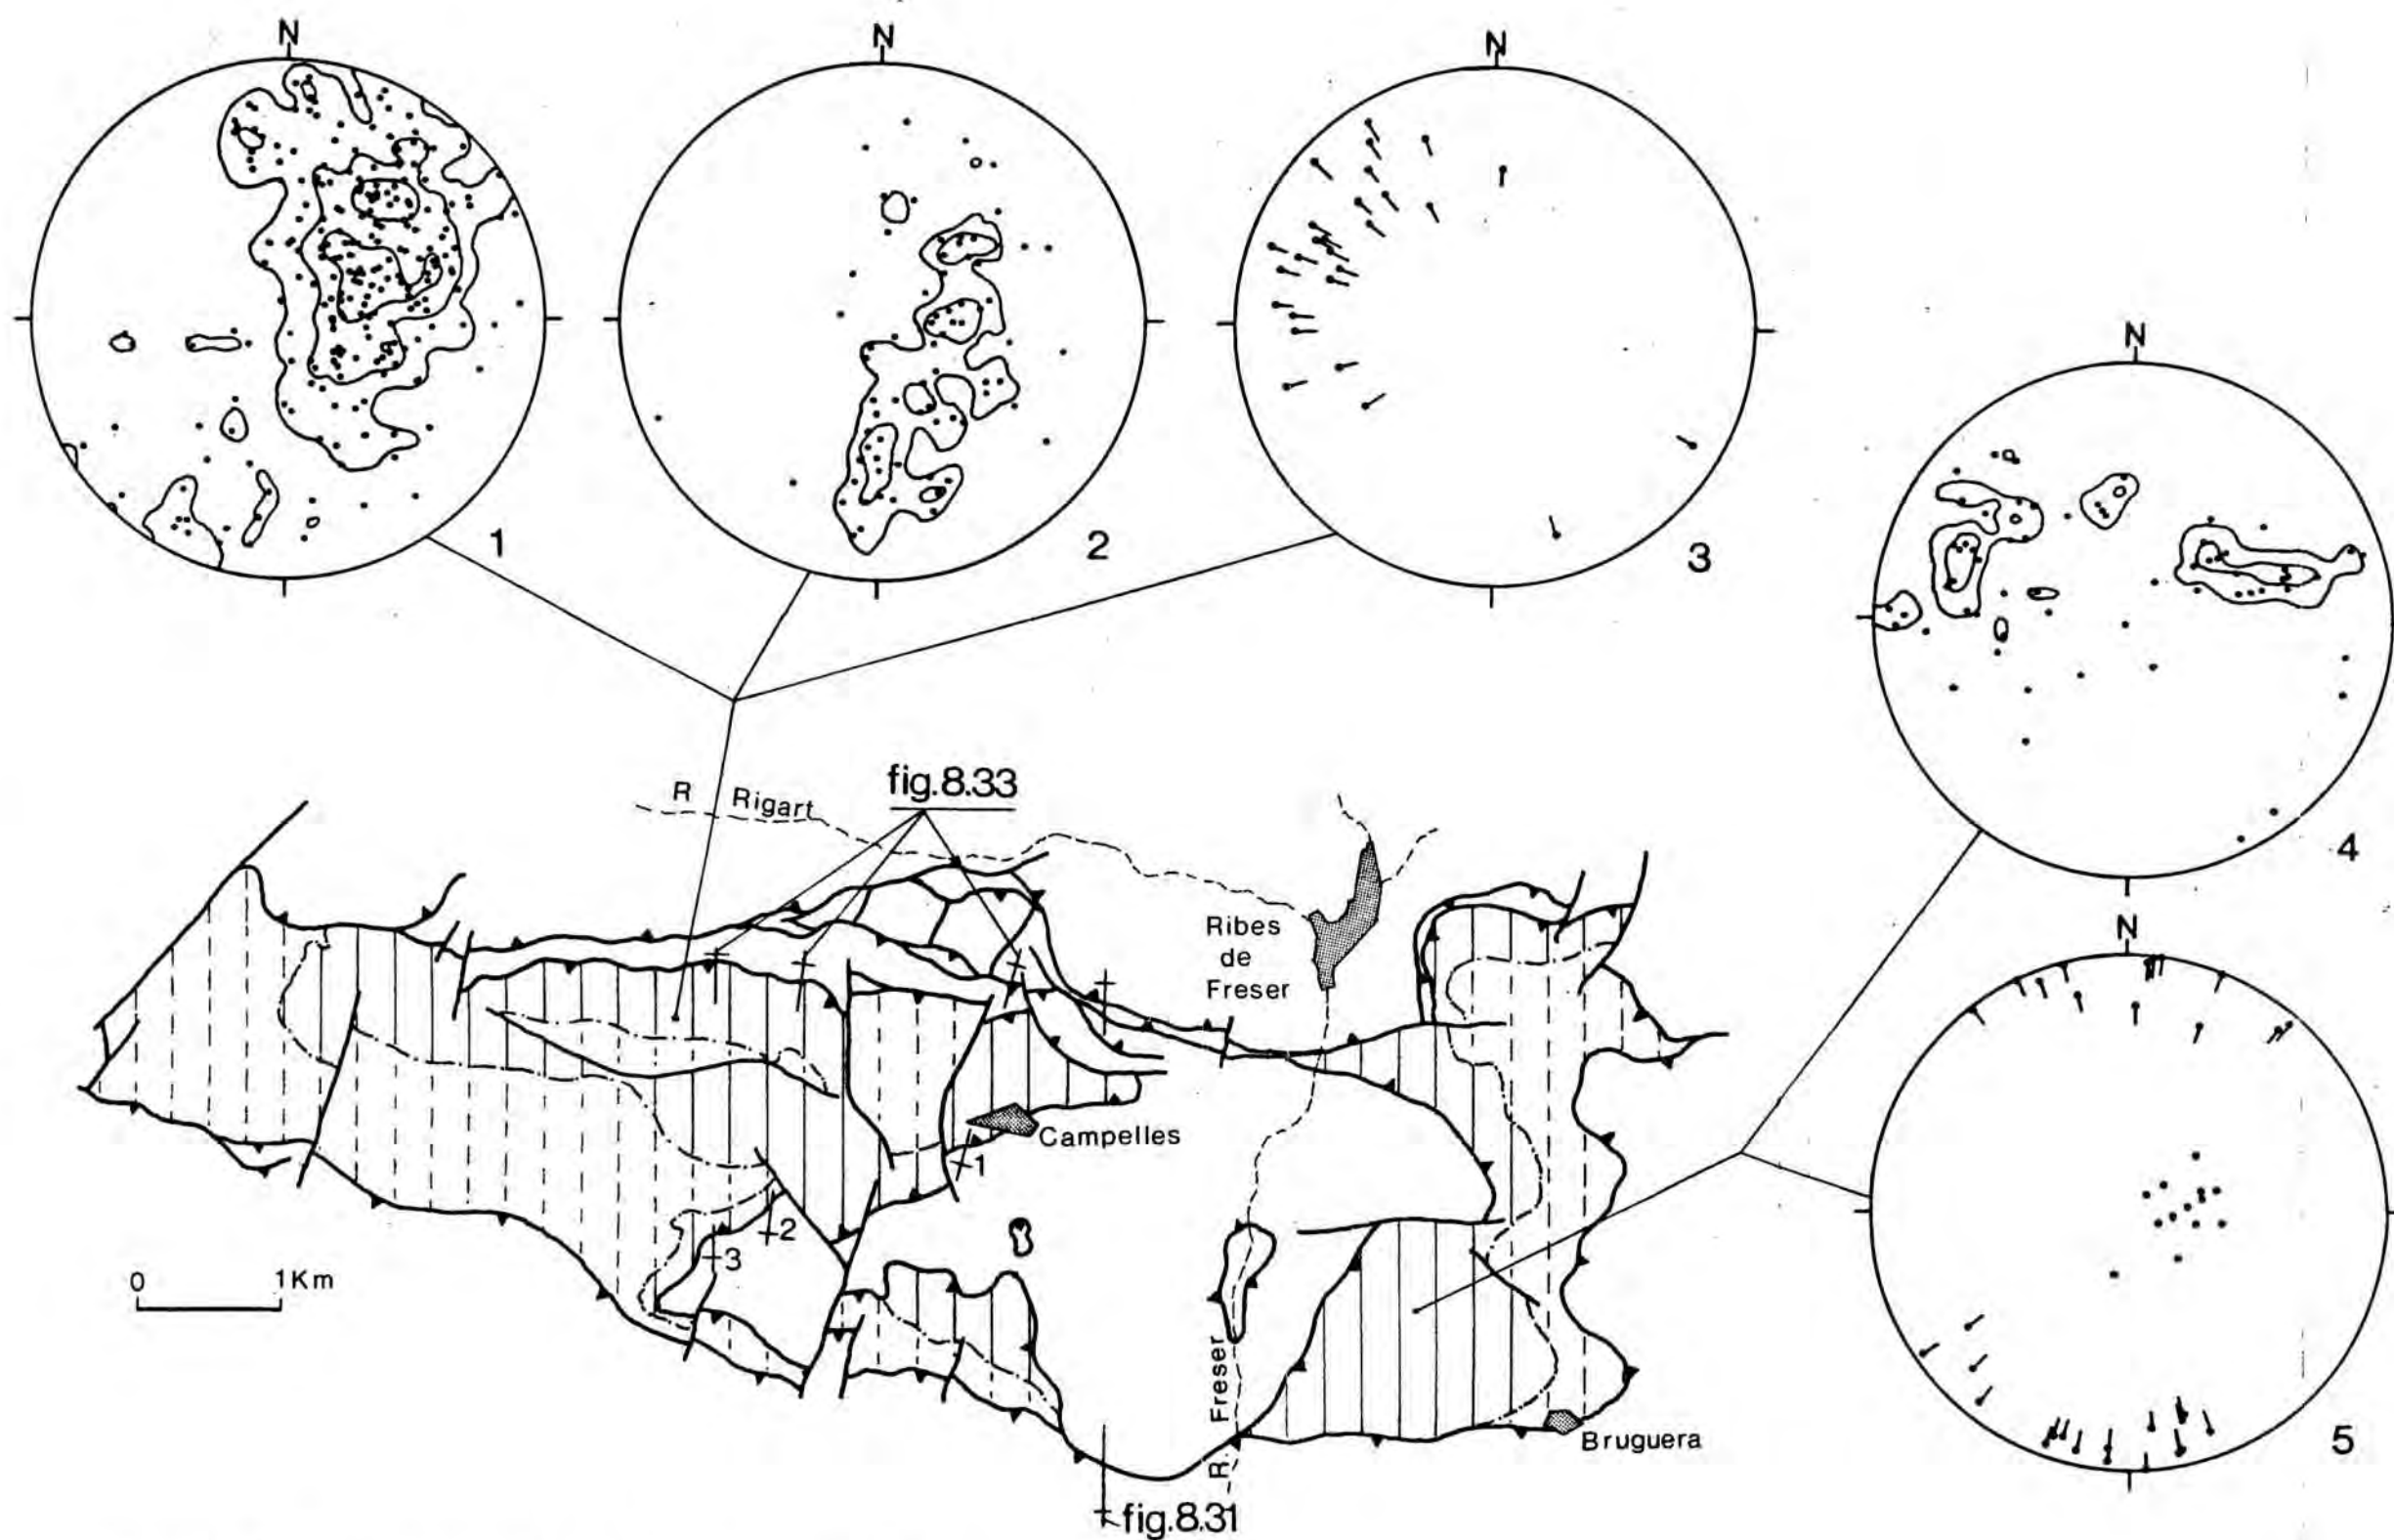 N
N
N
N
N
1
2
3
4
5
R Rigart
fig.8.33
Ribes
de
Freser
Campelles
1
2
3
0 1Km
R. Freser
Bruguera
fig.8.31